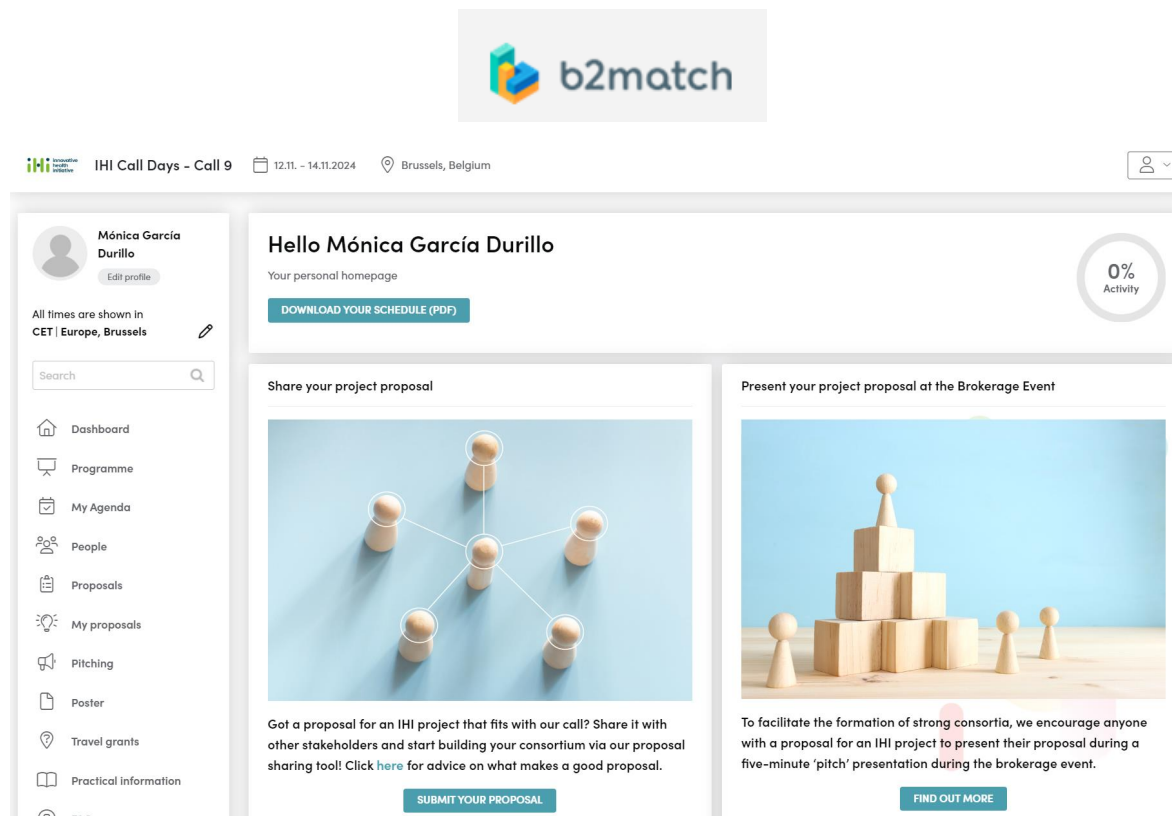 b2match
iHi innovative health initiative
IHI Call Days - Call 9
12.11. - 14.11.2024
Brussels, Belgium
Mónica García
Durillo
Edit profile
All times are shown in
CET | Europe, Brussels
Search
Dashboard
Programme
My Agenda
People
Proposals
My proposals
Pitching
Poster
Travel grants
Practical information
Hello Mónica García Durillo
Your personal homepage
DOWNLOAD YOUR SCHEDULE (PDF)
0%
Activity
Share your project proposal
Got a proposal for an IHI project that fits with our call? Share it with
other stakeholders and start building your consortium via our proposal
sharing tool! Click here for advice on what makes a good proposal.
SUBMIT YOUR PROPOSAL
Present your project proposal at the Brokerage Event
To facilitate the formation of strong consortia, we encourage anyone
with a proposal for an IHI project to present their proposal during a
five-minute ‘pitch’ presentation during the brokerage event.
FIND OUT MORE